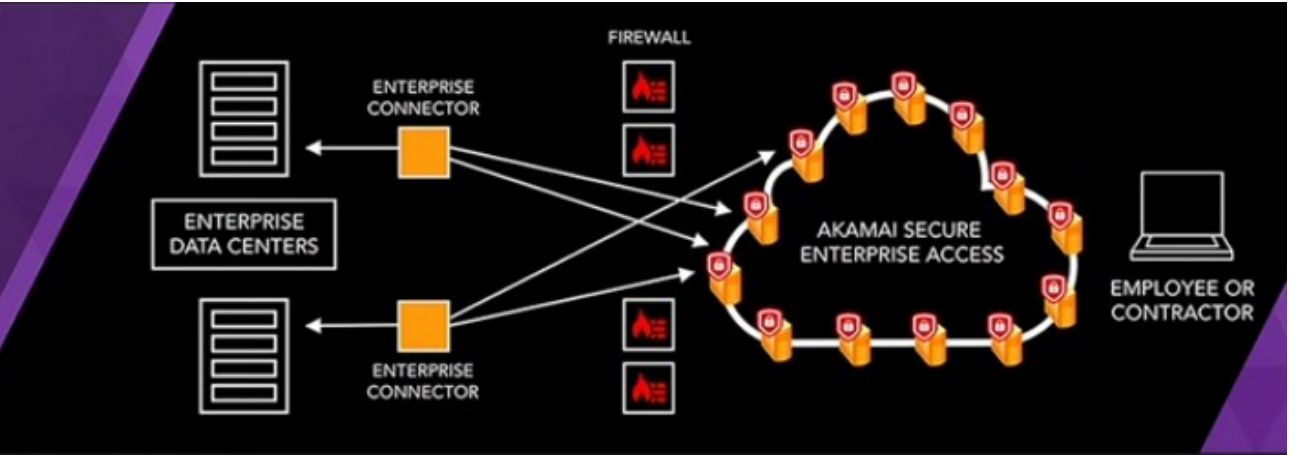 FIREWALL
ENTERPRISE
CONNECTOR
ENTERPRISE
DATA CENTERS
AKAMAI SECURE
ENTERPRISE ACCESS
EMPLOYEE OR
CONTRACTOR
ENTERPRISE
CONNECTOR